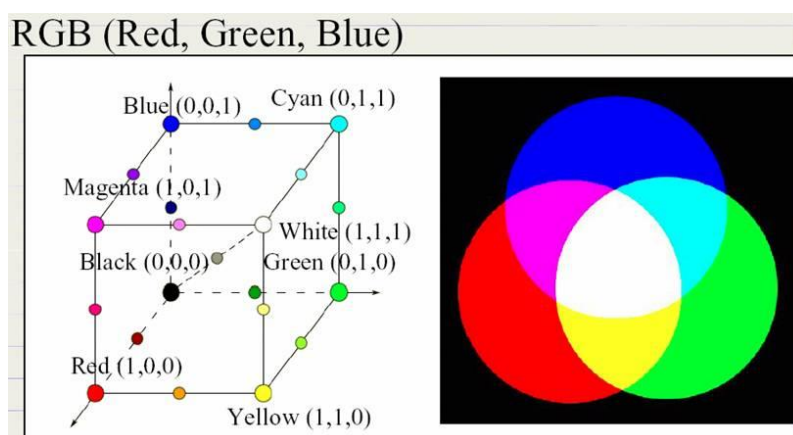 RGB (Red, Green, Blue)
Blue (0,0,1)
Cyan (0,1,1)
Magenta (1,0,1)
White (1,1,1)
Black (0,0,0)
Green (0,1,0)
Red (1,0,0)
Yellow (1,1,0)